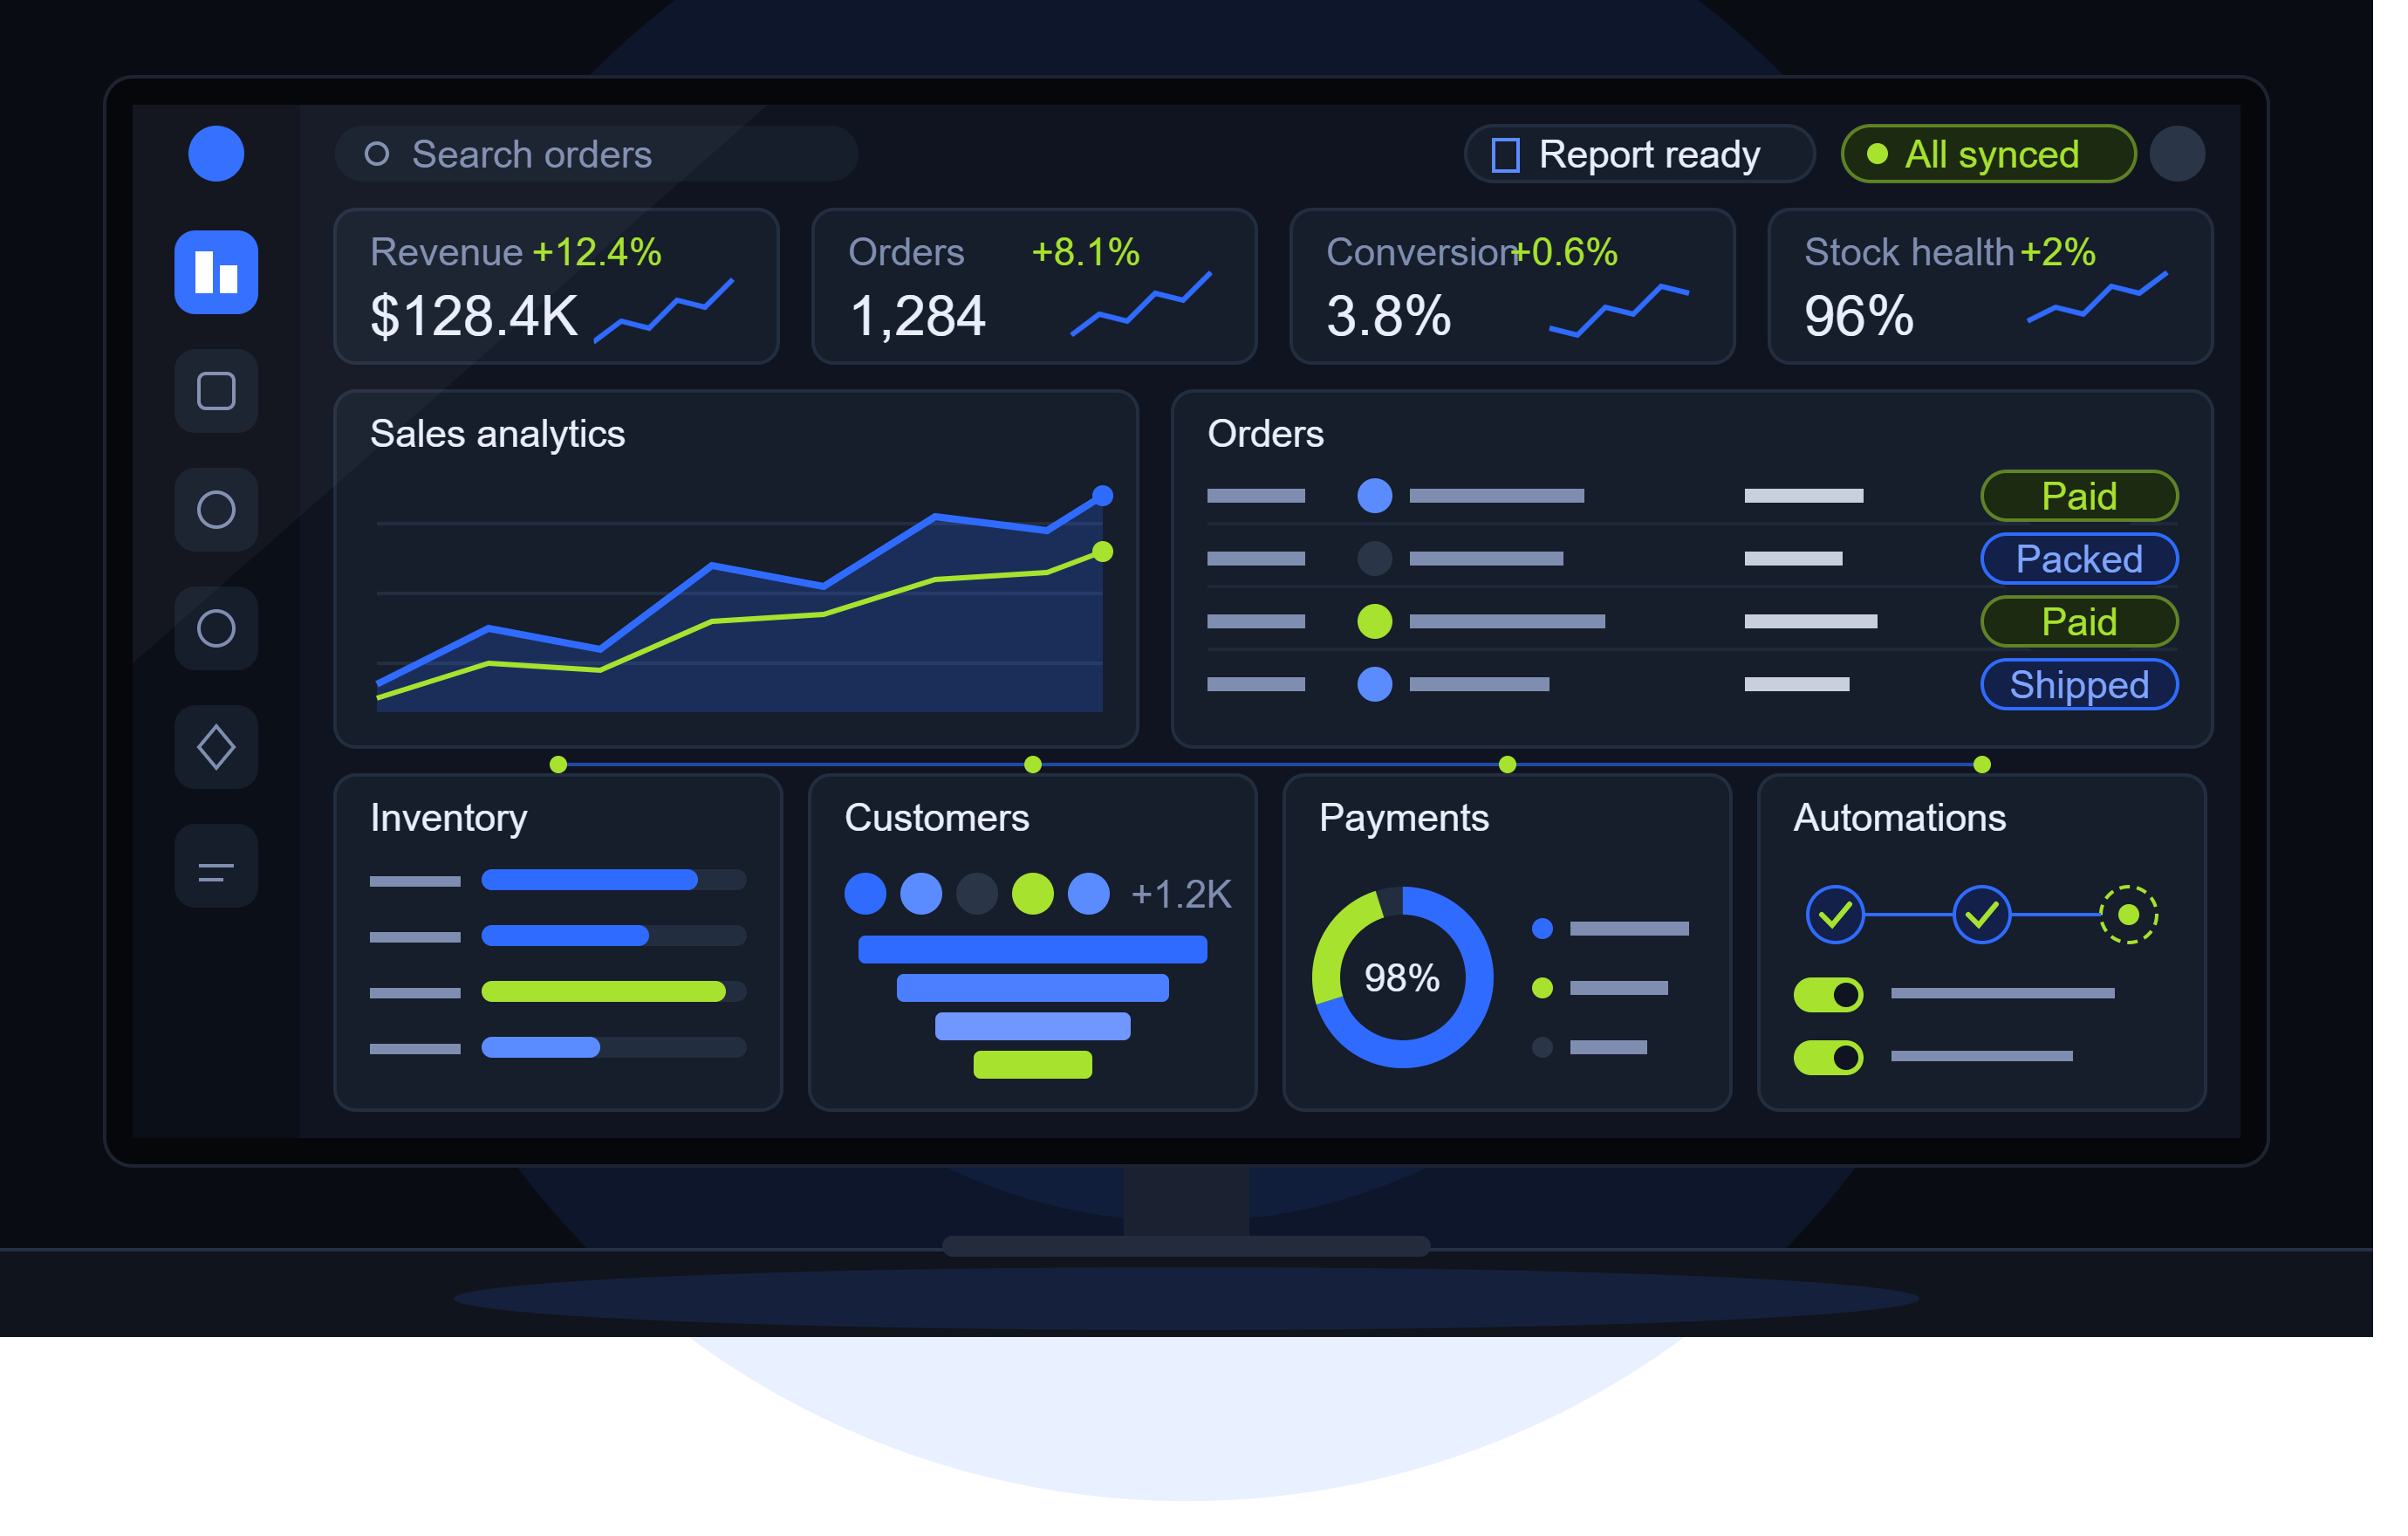 Search orders
Report ready
All synced
Revenue +12.4%
$128.4K
Orders +8.1%
1,284
Conversion +0.6%
3.8%
Stock health +2%
96%
Sales analytics
Orders
Paid
Packed
Paid
Shipped
Inventory
Customers
+1.2K
Payments
98%
Automations